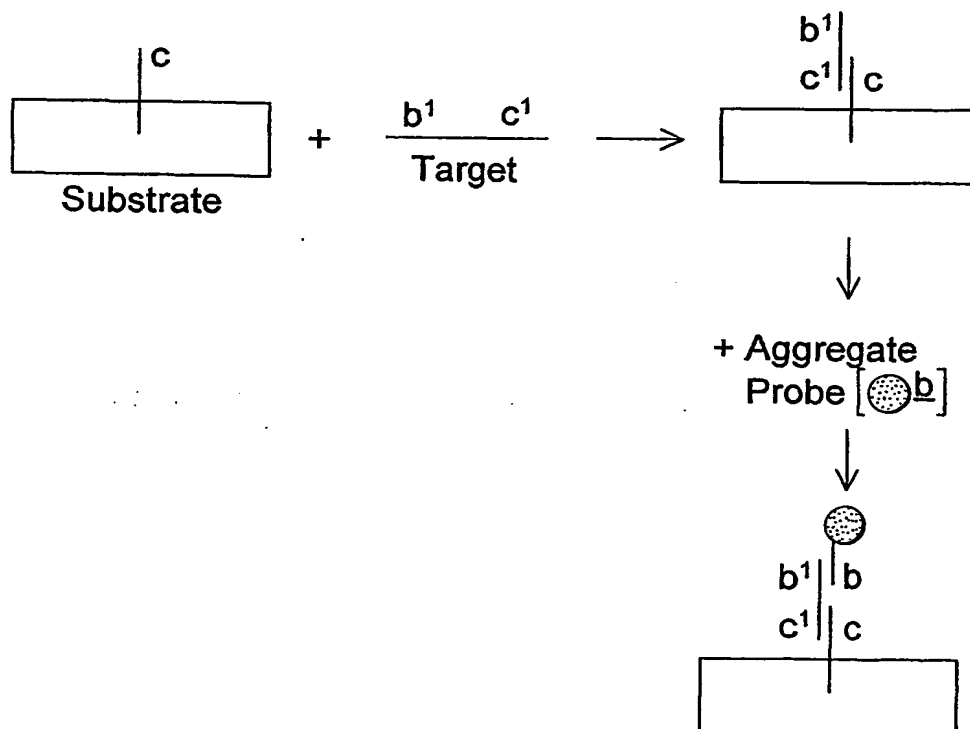 c
Substrate
+
b¹ c¹
Target
b¹
c¹ c
+ Aggregate
Probe [b]
b¹ b
c¹ c